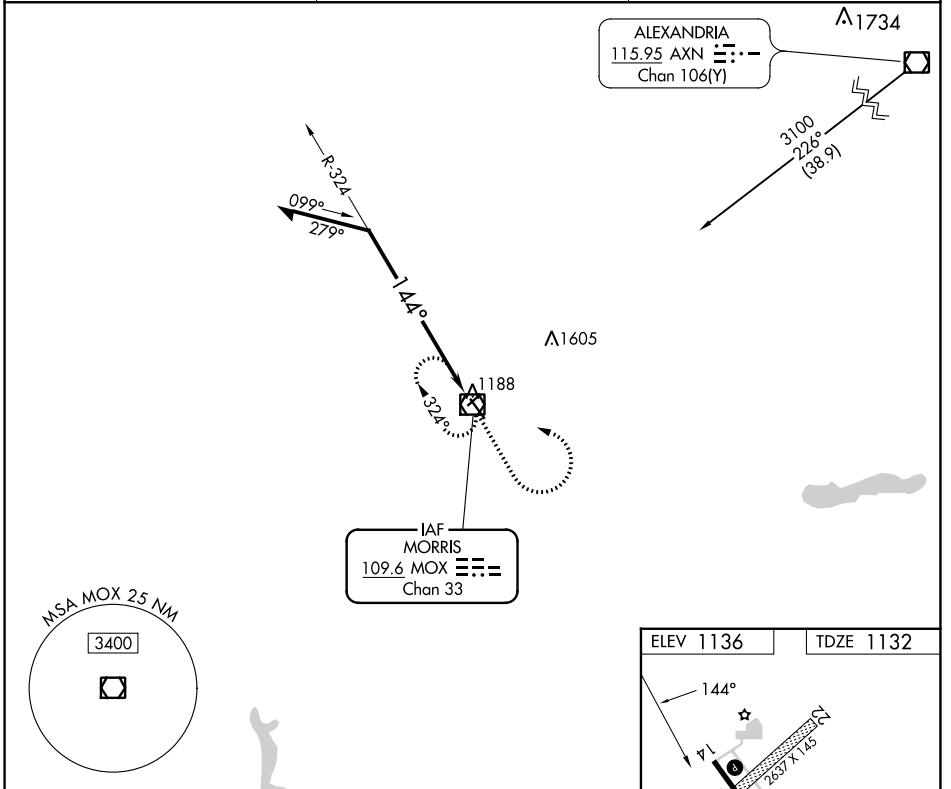 1734
ALEXANDRIA
115.95 AXN
Chan 106(Y)
3100
226°
(38.9)
R-324
099°
279°
144°
1605
1188
324°
IAF
MORRIS
109.6 MOX
Chan 33
MSA MOX 25 NM
3400
ELEV 1136
TDZE 1132
144°
14
22
2637 X 145
P